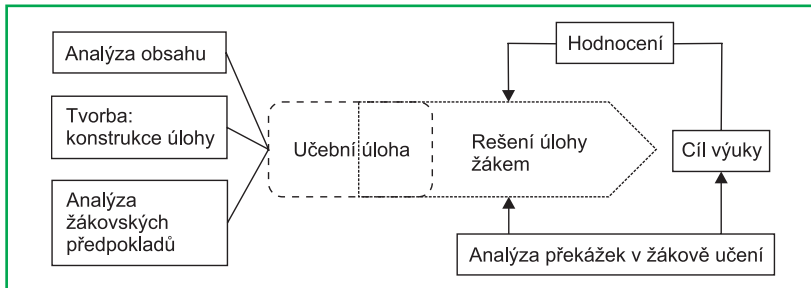 Analýza obsahu
Tvorba:
konstrukce úlohy
Analýza
žákovských
předpokladů
Učební úloha
Rešení úlohy
žákem
Hodnocení
Cíl výuky
Analýza překážek v žákově učení